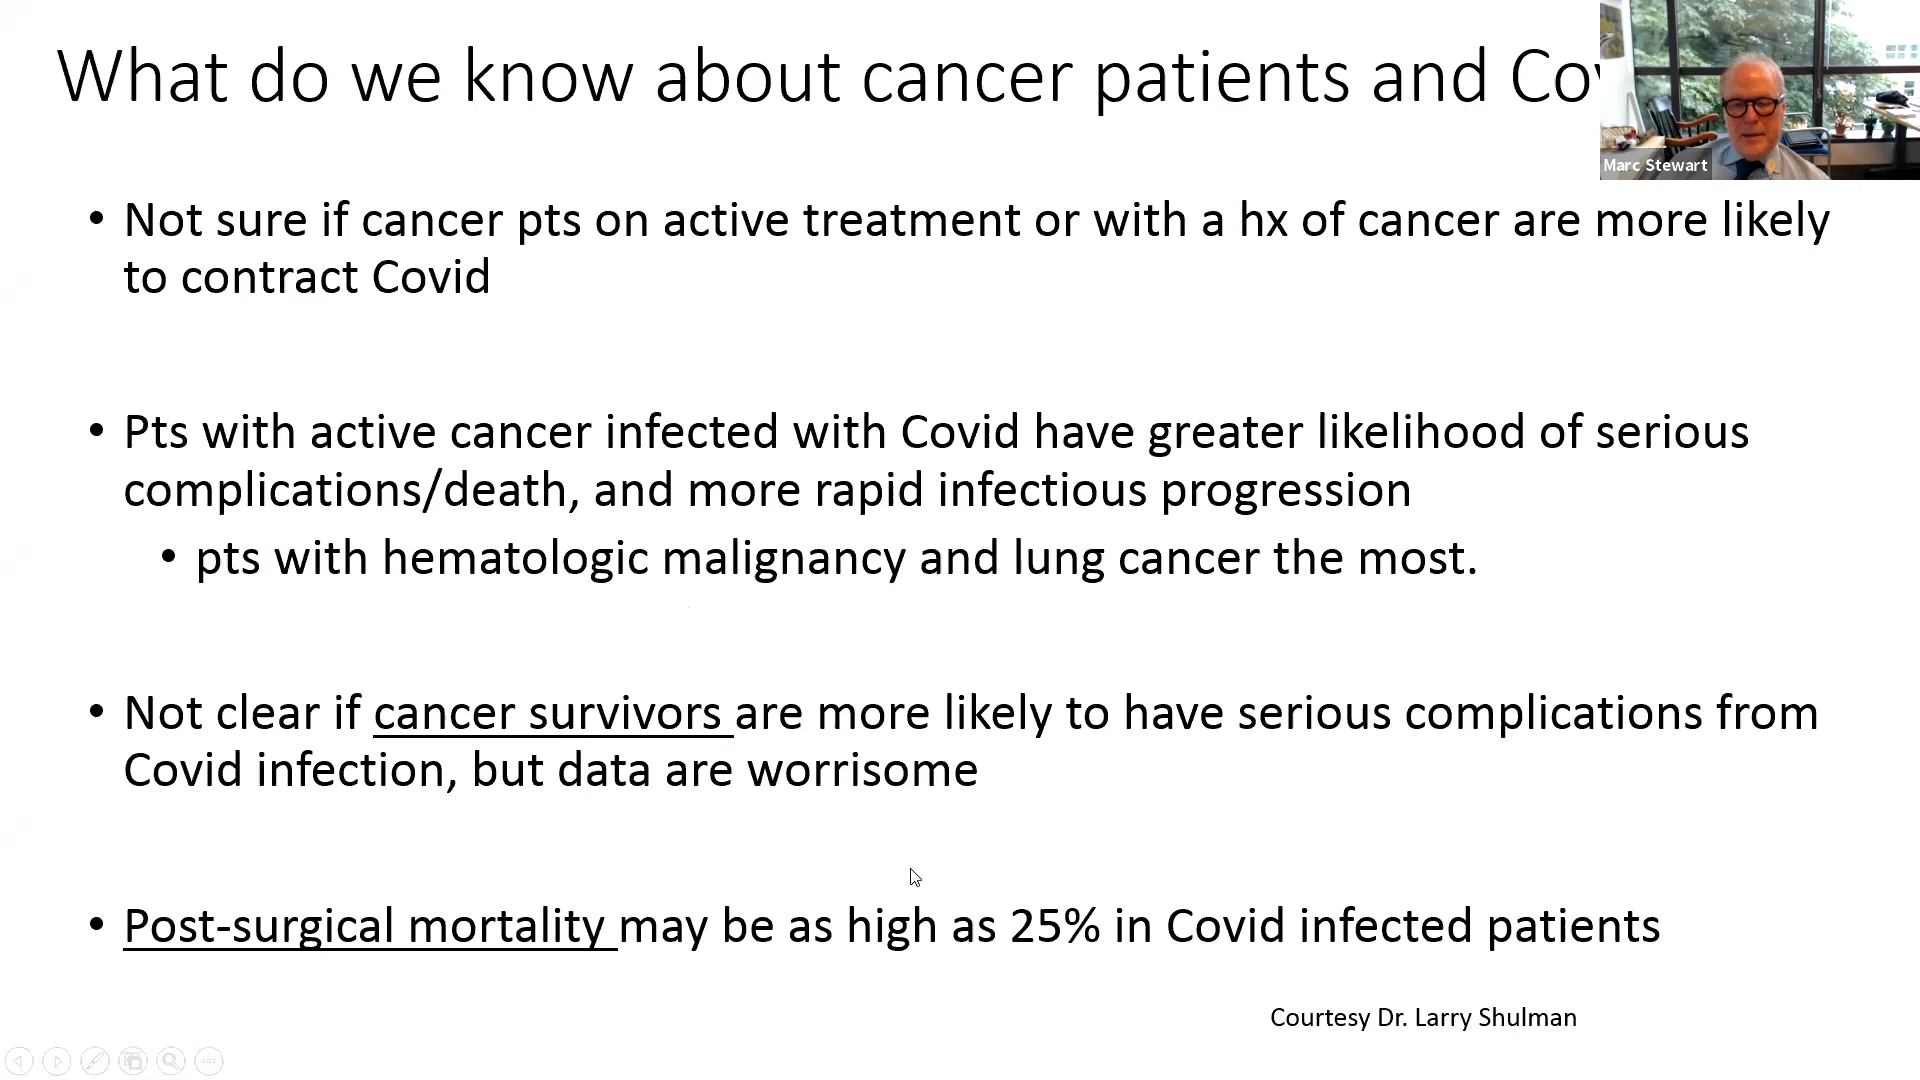 What do we know about cancer patients and Co
Marc Stewart
• Not sure if cancer pts on active treatment or with a hx of cancer are more likely
to contract Covid
• Pts with active cancer infected with Covid have greater likelihood of serious
complications/death, and more rapid infectious progression
• pts with hematologic malignancy and lung cancer the most.
• Not clear if cancer survivors are more likely to have serious complications from
Covid infection, but data are worrisome
• Post-surgical mortality may be as high as 25% in Covid infected patients
Courtesy Dr. Larry Shulman